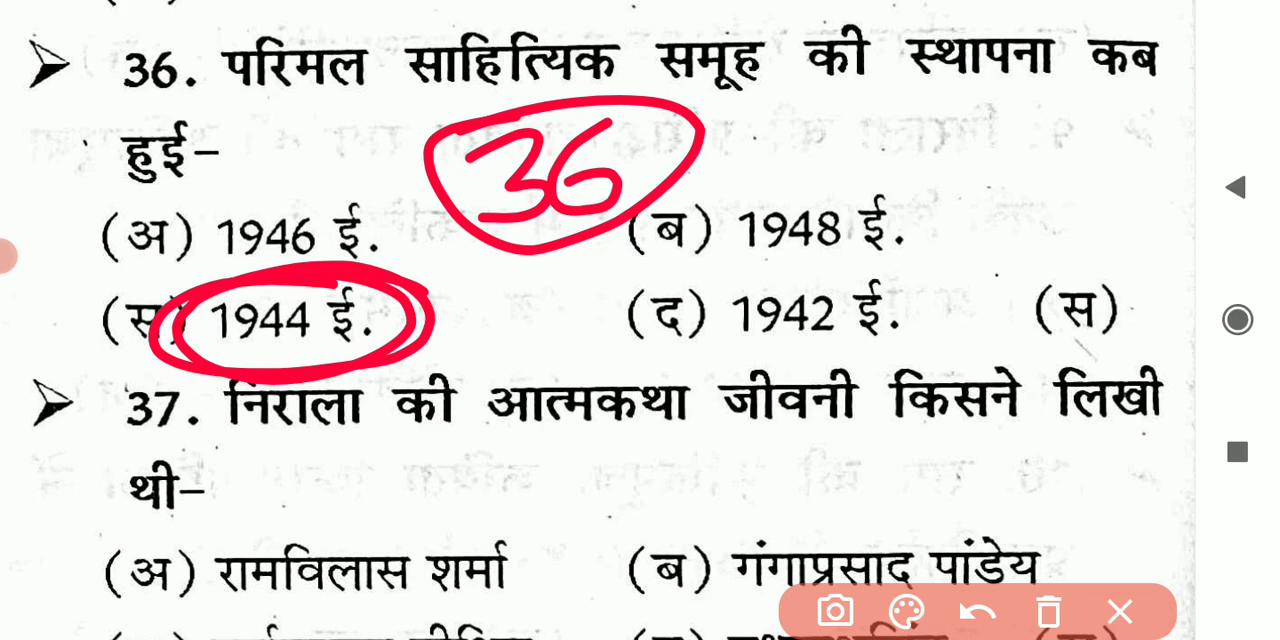 36. परिमल साहित्यिक समूह की स्थापना कब
हुई–
36
(अ) 1946 ई. (ब) 1948 ई.
(स) 1944 ई. (द) 1942 ई. (स)
37. निराला की आत्मकथा जीवनी किसने लिखी
थी–
(अ) रामविलास शर्मा (ब) गंगाप्रसाद पांडेय